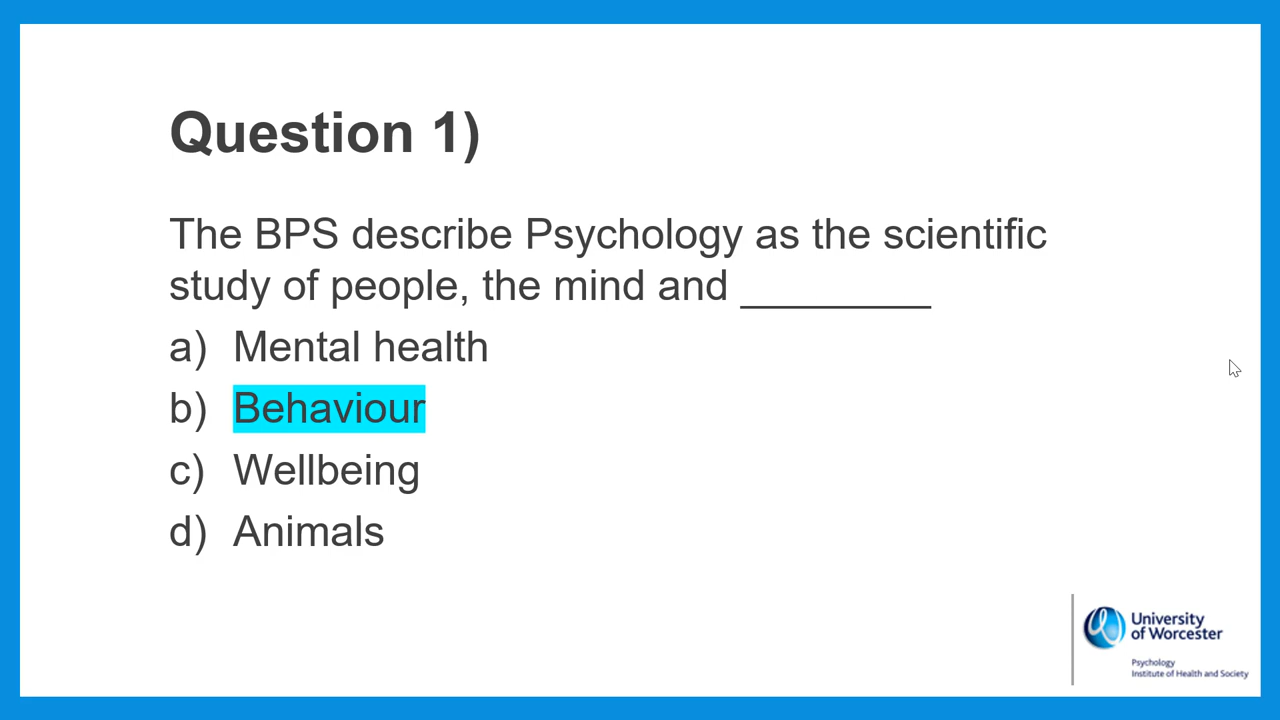 Question 1)
The BPS describe Psychology as the scientific
study of people, the mind and ________
a) Mental health
b) Behaviour
c) Wellbeing
d) Animals
University
of Worcester
Psychology
Institute of Health and Society